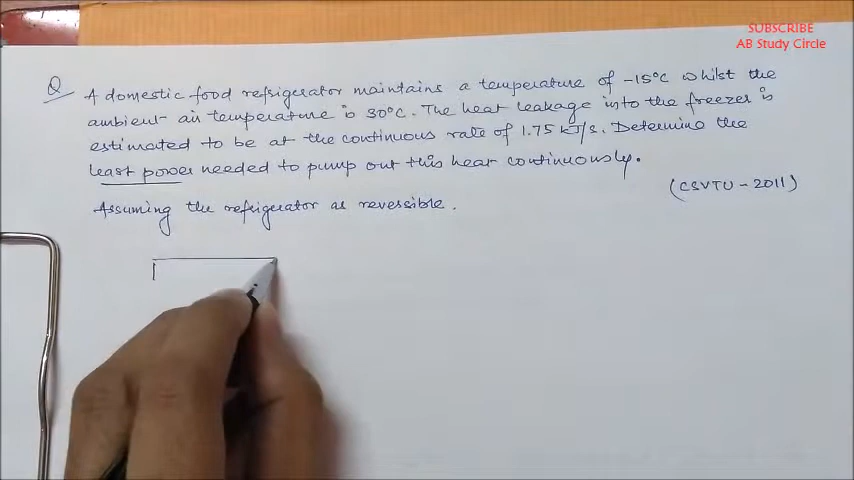 SUBSCRIBE
AB Study Circle
Q A domestic food refrigerator maintains a temperature of -15°C whilst the
ambient air temperature is 30°C. The heat leakage into the freezer is
estimated to be at the continuous rate of 1.75 kJ/s. Determine the
least power needed to pump out this heat continuously.
(CSVTU - 2011)
Assuming the refrigerator as reversible.